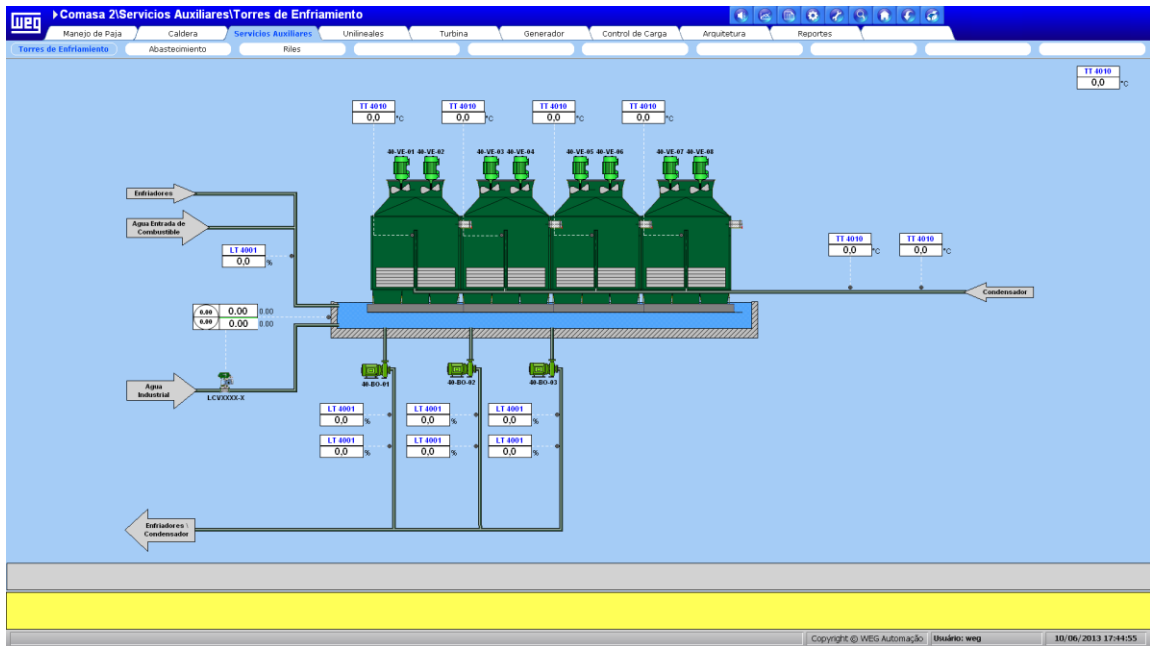 weg
Comasa 2\Servicios Auxiliares\Torres de Enfriamiento
Manejo de Paja
Caldera
Servicios Auxiliares
Unilineales
Turbina
Generador
Control de Carga
Arquitetura
Reportes
Torres de Enfriamiento
Abastecimiento
Riles
TT 4010
0,0 °C
TT 4010
0,0 °C
TT 4010
0,0 °C
TT 4010
0,0 °C
TT 4010
0,0 °C
40-VE-01 40-VE-02
40-VE-03 40-VE-04
40-VE-05 40-VE-06
40-VE-07 40-VE-08
Enfriadores
Agua Entrada de
Combustible
LT 4001
0,0 %
TT 4010
0,0 °C
TT 4010
0,0 °C
Condensador
0.00 0.00 0.00
0.00 0.00 0.00
Agua
Industrial
LCVXXXX-X
40-BO-01
40-BO-02
40-BO-03
LT 4001
0,0 %
LT 4001
0,0 %
LT 4001
0,0 %
LT 4001
0,0 %
LT 4001
0,0 %
LT 4001
0,0 %
Enfriadores \
Condensador
Copyright © WEG Automação
Usuário: weg
10/06/2013 17:44:55